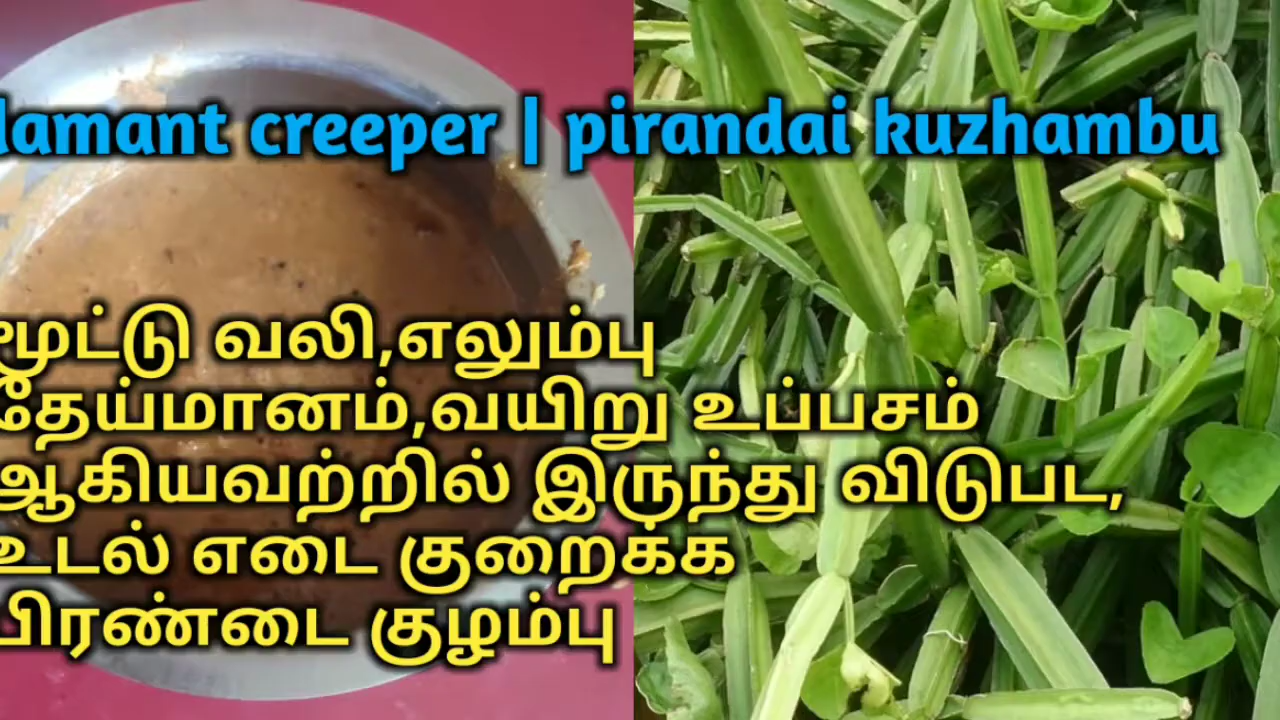 damant creeper | pirandai kuzhambu
மூட்டு வலி,எலும்பு
தேய்மானம்,வயிறு உப்பசம்
ஆகியவற்றில் இருந்து விடுபட,
உடல் எடை குறைக்க
பிரண்டை குழம்பு